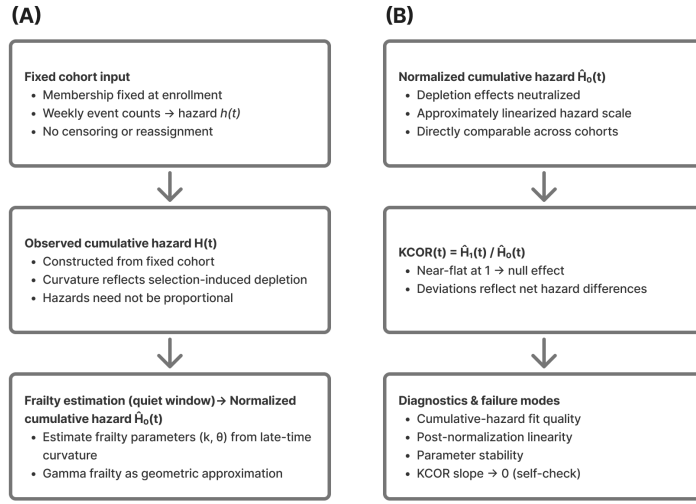 (A)
Fixed cohort input
• Membership fixed at enrollment
• Weekly event counts → hazard h(t)
• No censoring or reassignment
Observed cumulative hazard H(t)
• Constructed from fixed cohort
• Curvature reflects selection-induced depletion
• Hazards need not be proportional
Frailty estimation (quiet window)→ Normalized
cumulative hazard Ĥ₀(t)
• Estimate frailty parameters (k, θ) from late-time
curvature
• Gamma frailty as geometric approximation
(B)
Normalized cumulative hazard Ĥ₀(t)
• Depletion effects neutralized
• Approximately linearized hazard scale
• Directly comparable across cohorts
KCOR(t) = Ĥ₁(t) / Ĥ₀(t)
• Near-flat at 1 → null effect
• Deviations reflect net hazard differences
Diagnostics & failure modes
• Cumulative-hazard fit quality
• Post-normalization linearity
• Parameter stability
• KCOR slope → 0 (self-check)